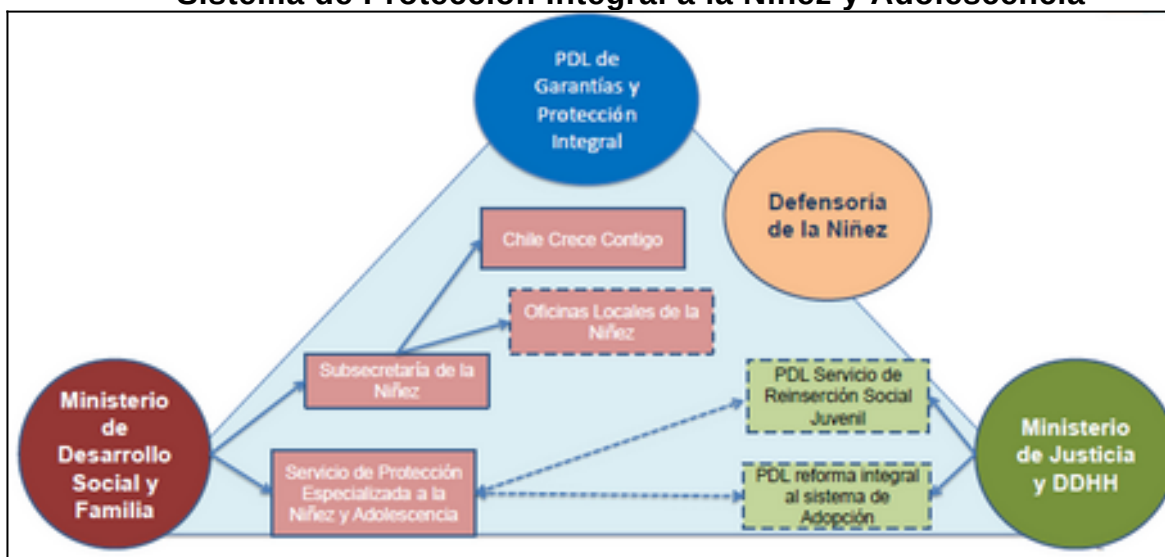 Sistema de Protección Integral a la Niñez y Adolescencia
PDL de
Garantías y
Protección
Integral
Defensoría
de la Niñez
Chile Crece Contigo
Oficinas Locales de la
Niñez
Subsecretaría de la
Niñez
PDL Servicio de
Reinserción Social
Juvenil
Ministerio
de
Desarrollo
Social y
Familia
Ministerio
de Justicia
y DDHH
Servicio de Protección
Especializada a la
Niñez y Adolescencia
PDL reforma integral
al sistema de
Adopción